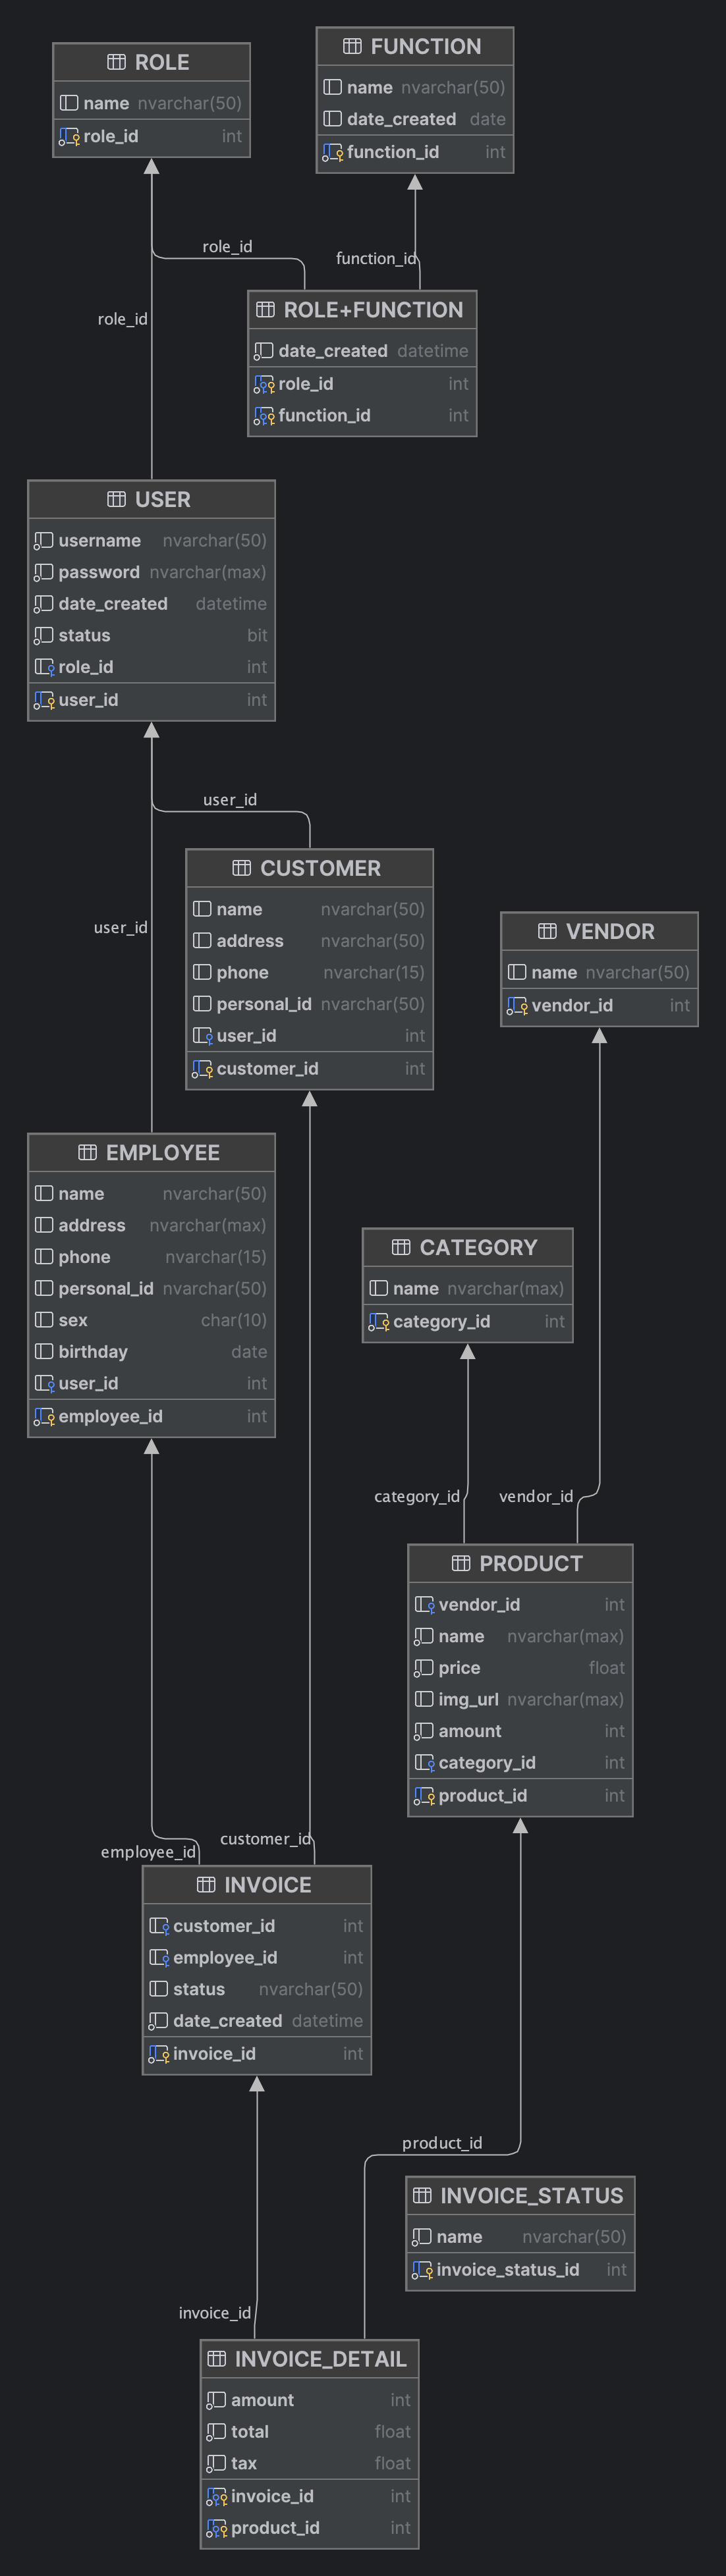 ROLE
name nvarchar(50)
role_id int
FUNCTION
name nvarchar(50)
date_created date
function_id int
role_id
function_id
role_id
ROLE+FUNCTION
date_created datetime
role_id int
function_id int
USER
username nvarchar(50)
password nvarchar(max)
date_created datetime
status bit
role_id int
user_id int
user_id
user_id
CUSTOMER
name nvarchar(50)
address nvarchar(50)
phone nvarchar(15)
personal_id nvarchar(50)
user_id int
customer_id int
VENDOR
name nvarchar(50)
vendor_id int
EMPLOYEE
name nvarchar(50)
address nvarchar(max)
phone nvarchar(15)
personal_id nvarchar(50)
sex char(10)
birthday date
user_id int
employee_id int
CATEGORY
name nvarchar(max)
category_id int
category_id
vendor_id
PRODUCT
vendor_id int
name nvarchar(max)
price float
img_url nvarchar(max)
amount int
category_id int
product_id int
customer_id
employee_id
INVOICE
customer_id int
employee_id int
status nvarchar(50)
date_created datetime
invoice_id int
product_id
INVOICE_STATUS
name nvarchar(50)
invoice_status_id int
invoice_id
INVOICE_DETAIL
amount int
total float
tax float
invoice_id int
product_id int